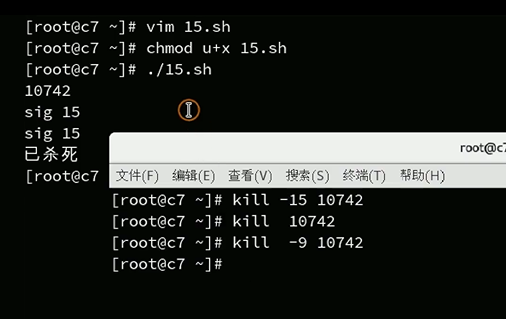 [root@c7 ~]# vim 15.sh
[root@c7 ~]# chmod u+x 15.sh
[root@c7 ~]# ./15.sh
10742
sig 15
sig 15
已杀死
[root@c7
root@c7
文件(F) 编辑(E) 查看(V) 搜索(S) 终端(T) 帮助(H)
[root@c7 ~]# kill -15 10742
[root@c7 ~]# kill  10742
[root@c7 ~]# kill  -9 10742
[root@c7 ~]#